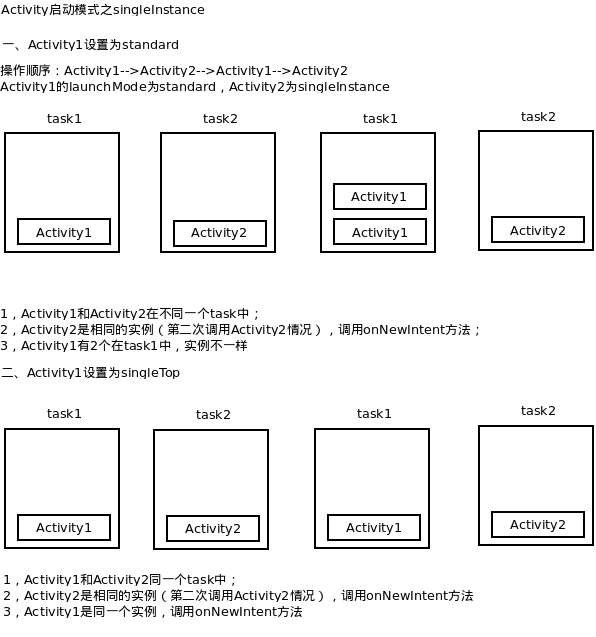 Activity启动模式之singleInstance
一、Activity1设置为standard
操作顺序：Activity1-->Activity2-->Activity1-->Activity2
Activity1的launchMode为standard，Activity2为singleInstance
task1 task2 task1 task2
Activity1
Activity1 Activity2 Activity1 Activity2
1，Activity1和Activity2在不同一个task中；
2，Activity2是相同的实例（第二次调用Activity2情况），调用onNewIntent方法；
3，Activity1有2个在task1中，实例不一样
二、Activity1设置为singleTop
task1 task2 task1 task2
Activity1 Activity2 Activity1 Activity2
1，Activity1和Activity2同一个task中；
2，Activity2是相同的实例（第二次调用Activity2情况），调用onNewIntent方法
3，Activity1是同一个实例，调用onNewIntent方法